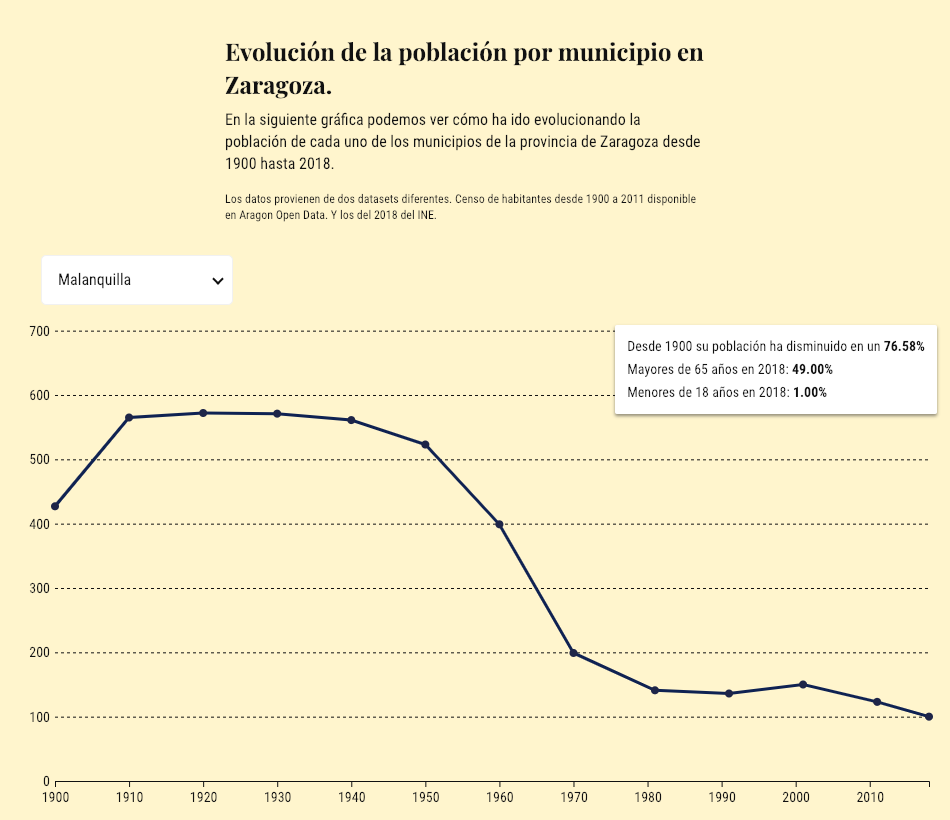 Evolución de la población por municipio en
Zaragoza.
En la siguiente gráfica podemos ver cómo ha ido evolucionando la
población de cada uno de los municipios de la provincia de Zaragoza desde
1900 hasta 2018.
Los datos provienen de dos datasets diferentes. Censo de habitantes desde 1900 a 2011 disponible
en Aragon Open Data. Y los del 2018 del INE.
Malanquilla
Desde 1900 su población ha disminuido en un 76.58%
Mayores de 65 años en 2018: 49.00%
Menores de 18 años en 2018: 1.00%
700
600
500
400
300
200
100
0
1900 1910 1920 1930 1940 1950 1960 1970 1980 1990 2000 2010